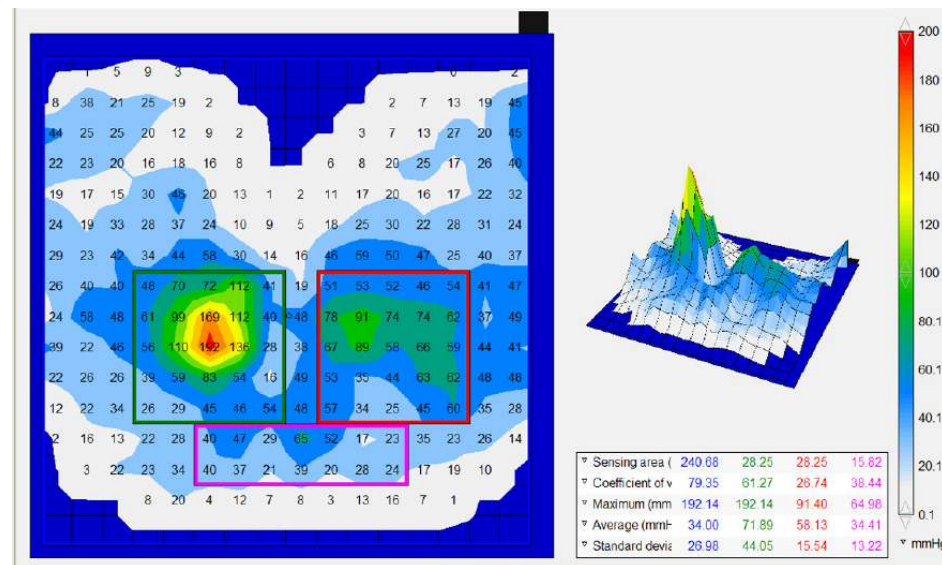 1 5 9 3 0 2
8 38 21 25 19 2 2 7 13 19 45
44 25 25 20 12 9 2 3 7 13 27 20 45
22 23 20 16 18 16 8 6 8 20 25 17 26 40
19 17 15 30 46 20 13 1 2 11 17 20 16 17 22 32
24 19 33 28 37 24 10 9 5 18 25 30 22 28 31 24
29 23 42 34 44 58 30 14 16 46 59 50 47 25 40 37
26 40 40 48 70 72 112 41 19 51 53 52 46 54 41 47
24 58 48 61 99 169 112 40 48 78 91 74 74 62 37 49
39 22 46 56 110 192 136 28 38 67 89 58 66 59 44 41
22 26 26 39 59 83 54 16 49 53 35 44 63 62 48 48
12 22 34 26 29 45 46 54 48 57 34 25 45 60 35 28
2 16 13 22 28 40 47 29 65 52 17 23 35 23 26 14
3 22 23 34 40 37 21 39 20 28 24 17 19 10
8 20 4 12 7 8 3 13 16 7 1
200
180
160
140
120
100
80.1
60.1
40.1
20.1
0.1
mmHg
Sensing area ( 240.68 28.25 28.25 15.82
Coefficient of v 79.35 61.27 26.74 38.44
Maximum (mm 192.14 192.14 91.40 64.98
Average (mmH 34.00 71.89 58.13 34.41
Standard devia 26.98 44.05 15.54 13.22